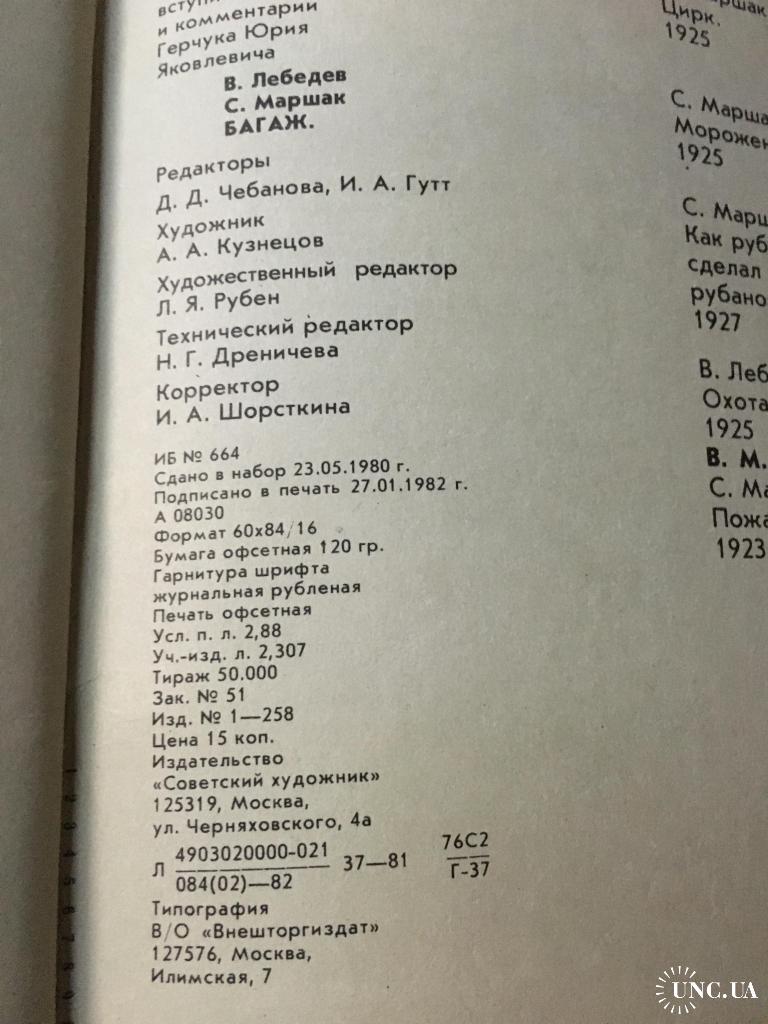 и комментарии
Герчука Юрия
Яковлевича
В. Лебедев
С. Маршак
БАГАЖ.
Редакторы
Д. Д. Чебанова, И. А. Гутт
Художник
А. А. Кузнецов
Художественный редактор
Л. Я. Рубен
Технический редактор
Н. Г. Дреничева
Корректор
И. А. Шорсткина
ИБ № 664
Сдано в набор 23.05.1980 г.
Подписано в печать 27.01.1982 г.
А 08030
Формат 60х84/16
Бумага офсетная 120 гр.
Гарнитура шрифта
журнальная рубленая
Печать офсетная
Усл. п. л. 2,88
Уч.-изд. л. 2,307
Тираж 50.000
Зак. № 51
Изд. № 1—258
Цена 15 коп.
Издательство
«Советский художник»
125319, Москва,
ул. Черняховского, 4а
Л 4903020000-021 37—81 76С2
084(02)—82 Г-37
Типография
В/О «Внешторгиздат»
127576, Москва,
Илимская, 7
Цирк.
1925
С. Марша
Морожен
1925
С. Марш
Как руб
сделал
рубано
1927
В. Леб
Охота
1925
В. М.
С. Ма
Пожа
1923
UNC.UA